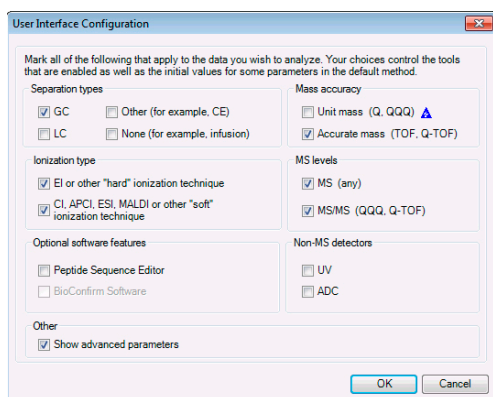 User Interface Configuration
Mark all of the following that apply to the data you wish to analyze. Your choices control the tools
that are enabled as well as the initial values for some parameters in the default method.
Separation types
GC
Other (for example, CE)
LC
None (for example, infusion)
Mass accuracy
Unit mass (Q, QQQ)
Accurate mass (TOF, Q-TOF)
Ionization type
EI or other "hard" ionization technique
CI, APCI, ESI, MALDI or other "soft"
ionization technique
MS levels
MS (any)
MS/MS (QQQ, Q-TOF)
Optional software features
Peptide Sequence Editor
BioConfirm Software
Non-MS detectors
UV
ADC
Other
Show advanced parameters
OK
Cancel